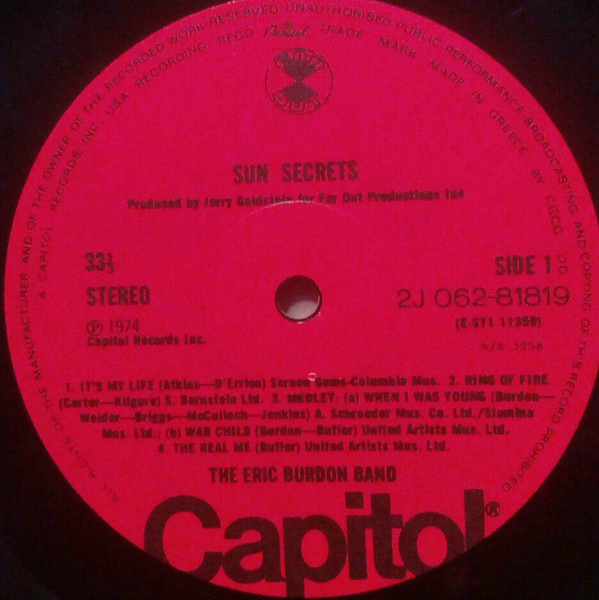 ALL RIGHTS OF THE MANUFACTURER AND OF THE OWNER OF THE RECORDED WORK RESERVED-UNAUTHORISED PUBLIC PERFORMANCE BROADCASTING AND COPYING OF THIS RECORD PROHIBITED
A CAPITOL RECORDS, INC. USA RECORDING REGD Capitol TRADE MARK MADE IN GREECE BY EGCG LTD
SUN SECRETS
Produced by Jerry Goldstein for Far Out Productions Inc
33⅓
SIDE 1
STEREO
2J 062-81819
℗ 1974
(E-ST1 11359)
Capitol Records Inc.
A/A 3958
1. IT'S MY LIFE (Atkins—D'Errico) Screen Gems-Columbia Mus. 2. RING OF FIRE
(Carter—Kilgore) S. Bernstein Ltd. 3. MEDLEY: (a) WHEN I WAS YOUNG (Burdon—
Weider—Briggs—McCulloch—Jenkins) A. Schroeder Mus. Co. Ltd./Slamina
Mus. Ltd.; (b) WAR CHILD (Burdon—Butler) United Artists Mus. Ltd.
4. THE REAL ME (Butler) United Artists Mus. Ltd.
THE ERIC BURDON BAND
Capitol®